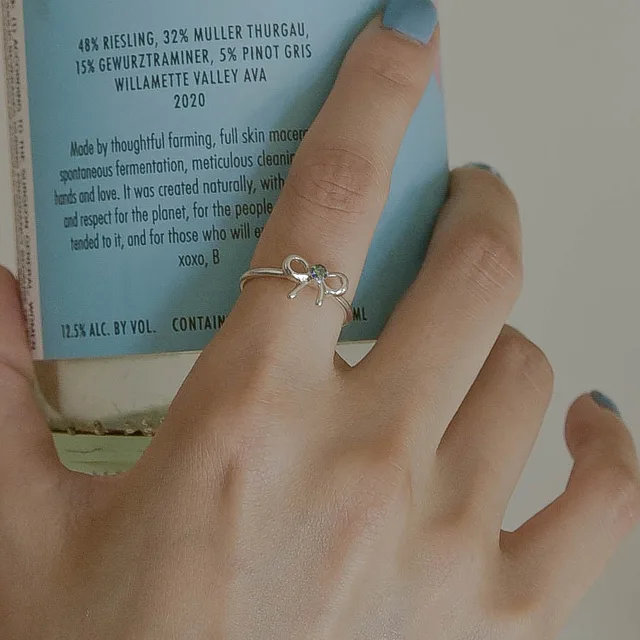 48% RIESLING, 32% MULLER THURGAU,
15% GEWURZTRAMINER, 5% PINOT GRIS
WILLAMETTE VALLEY AVA
2020
Made by thoughtful farming, full skin
spontaneous fermentation, meticulous
hands and love. It was created naturally, with
and respect for the planet, for the people
tended to it, and for those who will
xoxo, B
12.5% ALC. BY VOL. CONTAIN
ML